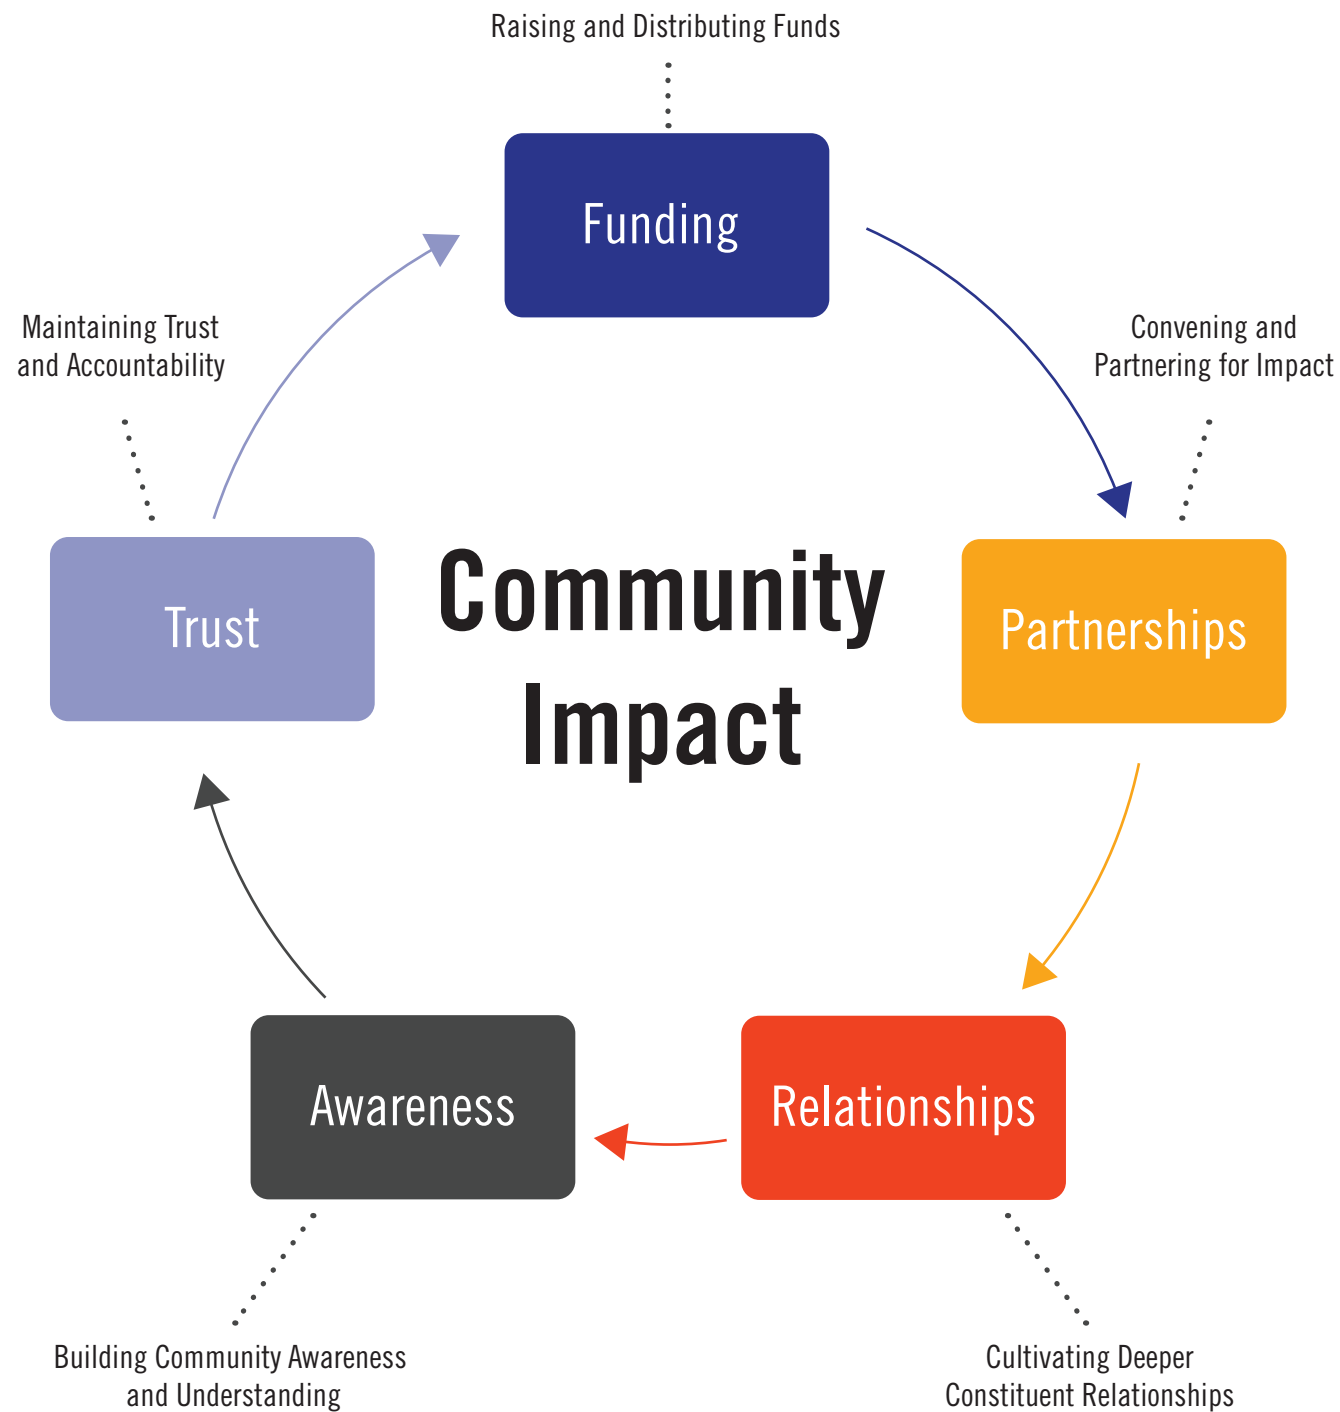 Raising and Distributing Funds
Funding
Maintaining Trust
and Accountability
Convening and
Partnering for Impact
Trust
Community
Impact
Partnerships
Awareness
Relationships
Building Community Awareness
and Understanding
Cultivating Deeper
Constituent Relationships